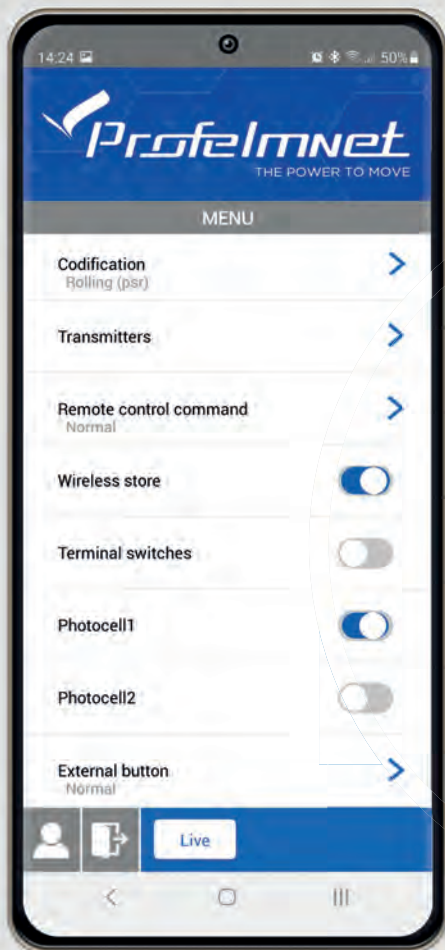 14:24
50%
Profelmnet
THE POWER TO MOVE
MENU
Codification
Rolling (psr)
Transmitters
Remote control command
Normal
Wireless store
Terminal switches
Photocell1
Photocell2
External button
Normal
Live